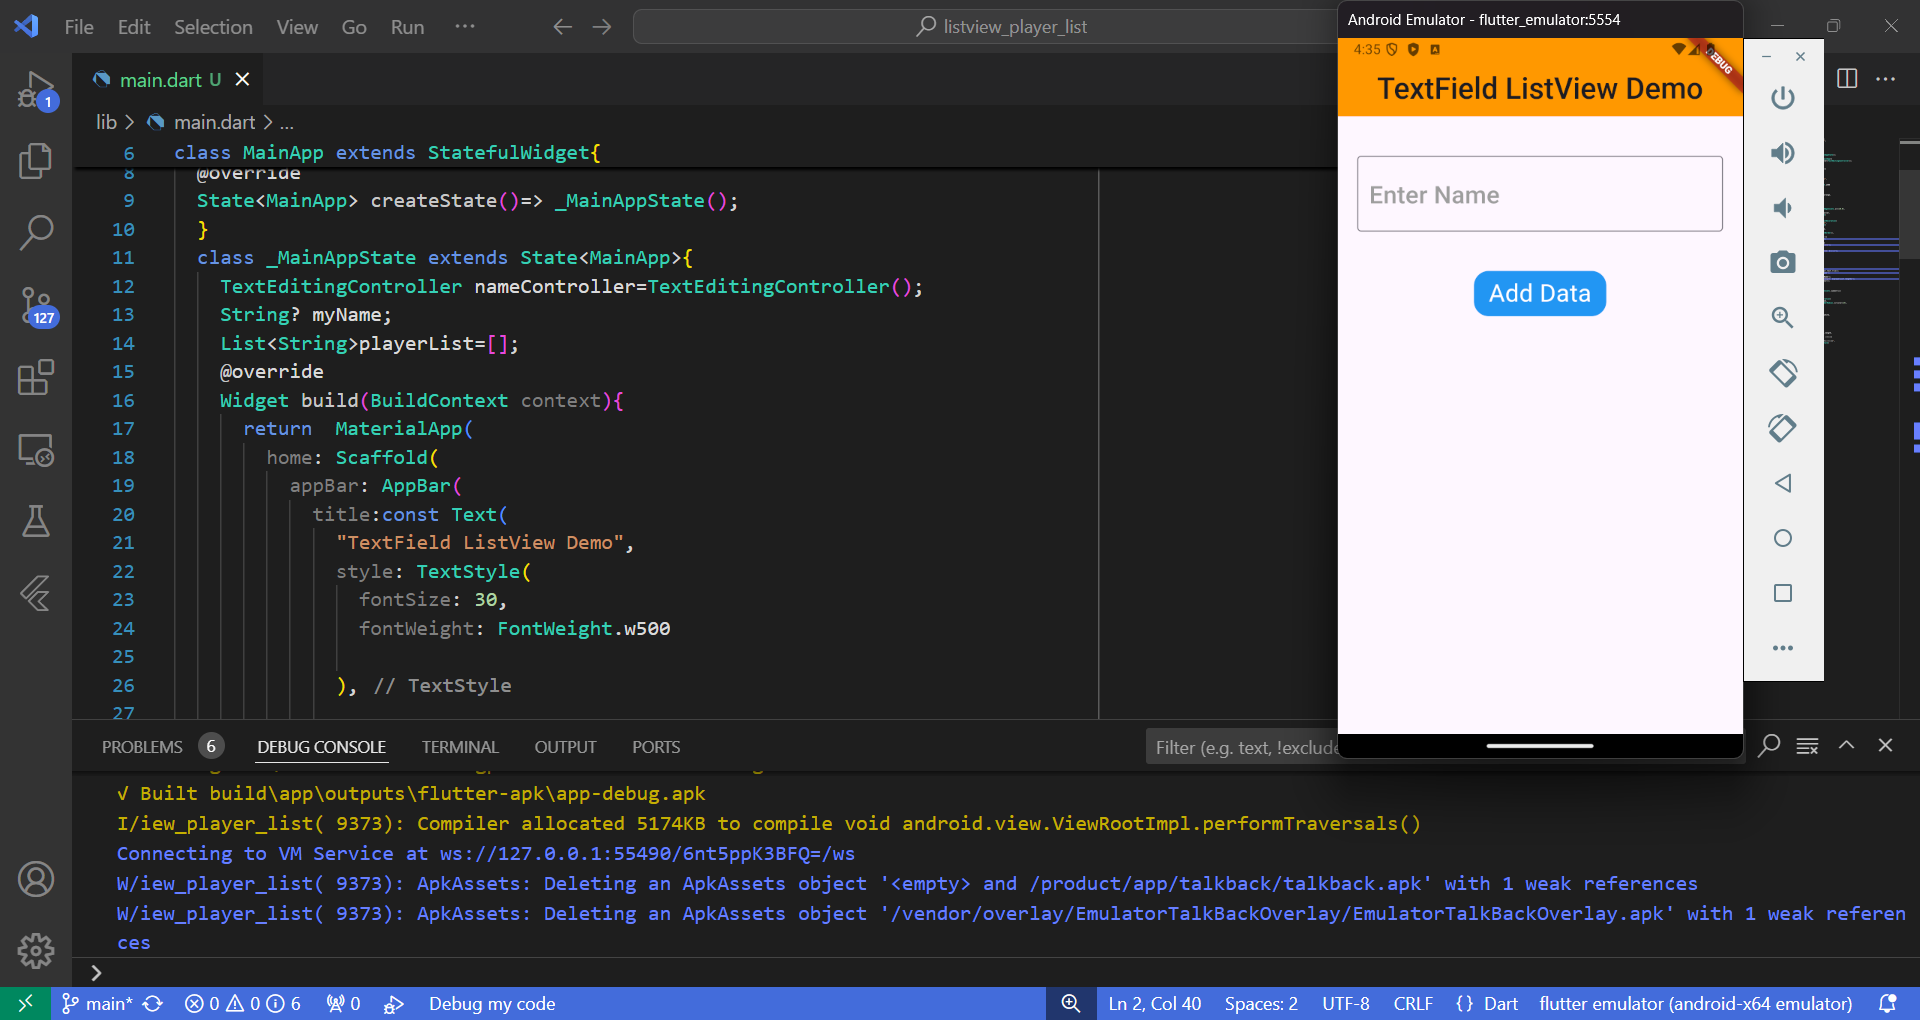 File Edit Selection View Go Run ···
listview_player_list
main.dart U
lib > main.dart > ...
6 class MainApp extends StatefulWidget{
8 @override
9 State<MainApp> createState()=> _MainAppState();
10 }
11 class _MainAppState extends State<MainApp>{
12 TextEditingController nameController=TextEditingController();
13 String? myName;
14 List<String>playerList=[];
15 @override
16 Widget build(BuildContext context){
17 return  MaterialApp(
18 home: Scaffold(
19 appBar: AppBar(
20 title:const Text(
21 "TextField ListView Demo",
22 style: TextStyle(
23 fontSize: 30,
24 fontWeight: FontWeight.w500
25
26 ), // TextStyle
27
Android Emulator - flutter_emulator:5554
4:35
DEBUG
TextField ListView Demo
Enter Name
Add Data
1
127
PROBLEMS 6 DEBUG CONSOLE TERMINAL OUTPUT PORTS
Filter (e.g. text, !exclude
√ Built build\app\outputs\flutter-apk\app-debug.apk
I/iew_player_list( 9373): Compiler allocated 5174KB to compile void android.view.ViewRootImpl.performTraversals()
Connecting to VM Service at ws://127.0.0.1:55490/6nt5ppK3BFQ=/ws
W/iew_player_list( 9373): ApkAssets: Deleting an ApkAssets object '<empty> and /product/app/talkback/talkback.apk' with 1 weak references
W/iew_player_list( 9373): ApkAssets: Deleting an ApkAssets object '/vendor/overlay/EmulatorTalkBackOverlay/EmulatorTalkBackOverlay.apk' with 1 weak referen
ces
main* 0 0 6 0 Debug my code Ln 2, Col 40 Spaces: 2 UTF-8 CRLF {} Dart flutter emulator (android-x64 emulator)